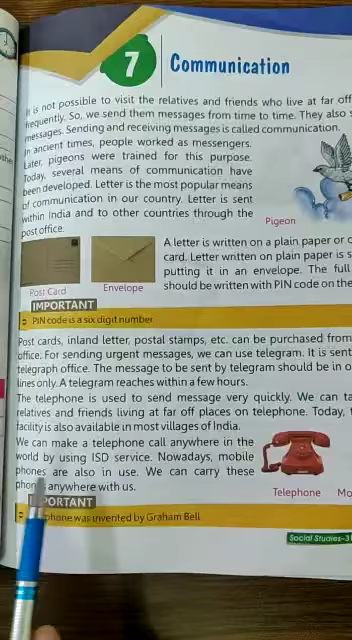 7
Communication
It is not possible to visit the relatives and friends who live at far off
frequently. So, we send them messages from time to time. They also
messages. Sending and receiving messages is called communication.
In ancient times, people worked as messengers.
Later, pigeons were trained for this purpose.
Today, several means of communication have
been developed. Letter is the most popular means
of communication in our country. Letter is sent
within India and to other countries through the
post office.
Pigeon
A letter is written on a plain paper or
card. Letter written on plain paper is
putting it in an envelope. The full
should be written with PIN code on the
Post Card
Envelope
IMPORTANT
PIN code is a six digit number
Post cards, inland letter, postal stamps, etc. can be purchased from
office. For sending urgent messages, we can use telegram. It is sent
telegraph office. The message to be sent by telegram should be in
lines only. A telegram reaches within a few hours.
The telephone is used to send message very quickly. We can
relatives and friends living at far off places on telephone. Today,
facility is also available in most villages of India.
We can make a telephone call anywhere in the
world by using ISD service. Nowadays, mobile
phones are also in use. We can carry these
anywhere with us.
Telephone
was invented by Graham Bell
Social Studies-3